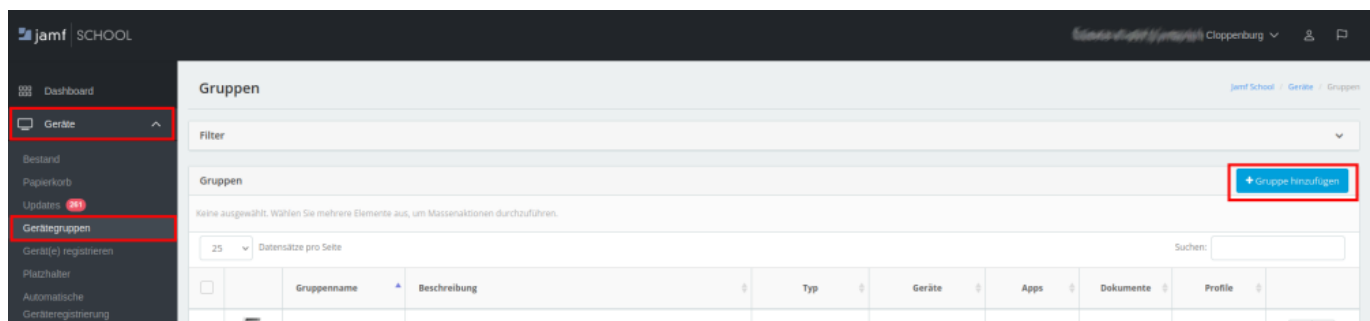 jamf SCHOOL
Cloppenburg
Dashboard
Geräte
Bestand
Papierkorb
Updates 261
Gerätegruppen
Gerät(e) registrieren
Platzhalter
Automatische
Geräteregistrierung
Gruppen
Jamf School / Geräte / Gruppen
Filter
Gruppen
+ Gruppe hinzufügen
Keine ausgewählt. Wählen Sie mehrere Elemente aus, um Massenaktionen durchzuführen.
25 Datensätze pro Seite
Suchen:
Gruppenname Beschreibung Typ Geräte Apps Dokumente Profile